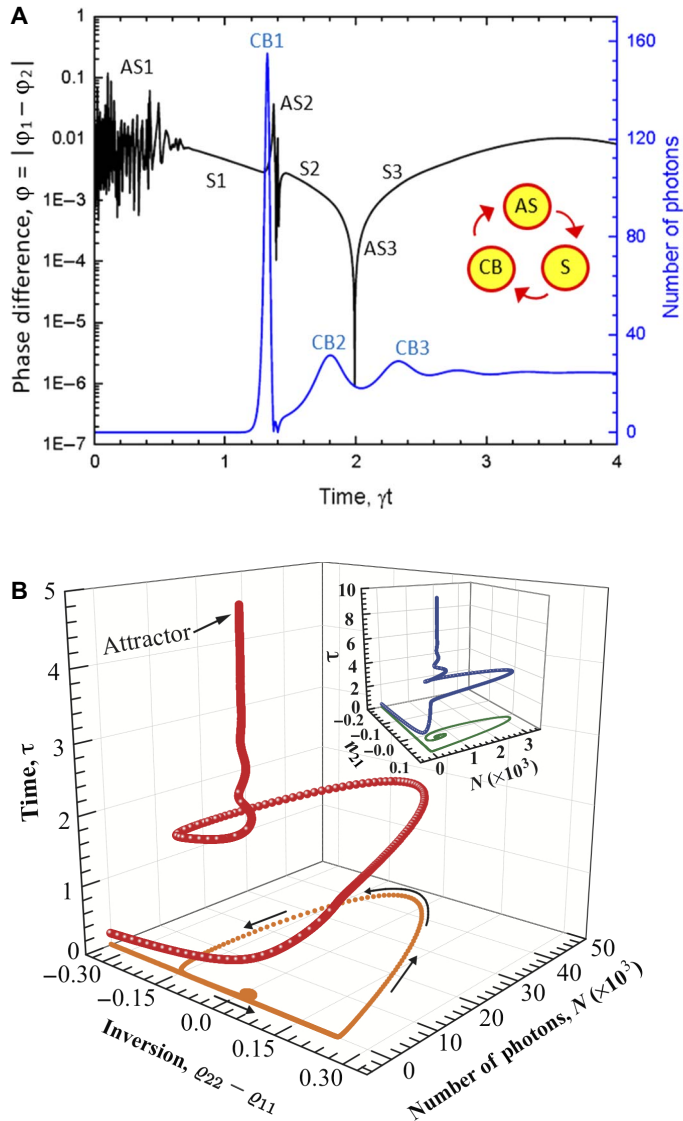 A
Phase difference, φ = |φ₁ − φ₂|
1
0.1
0.01
1E−3
1E−4
1E−5
1E−6
1E−7
AS1
CB1
AS2
S1
S2
S3
AS3
CB2
CB3
AS
CB
S
160
120
80
40
0
Number of photons
0 1 2 3 4
Time, γt
B
5
4
3
2
1
0
Time, τ
Attractor
−0.30
−0.15
0.0
0.15
0.30
Inversion, ϱ₂₂ − ϱ₁₁
0
10
20
30
40
50
Number of photons, N (×10³)
10
8
6
4
2
0
τ
−0.2
−0.1
−0.0
0.1
n₂₁
0 1 2 3
N (×10³)